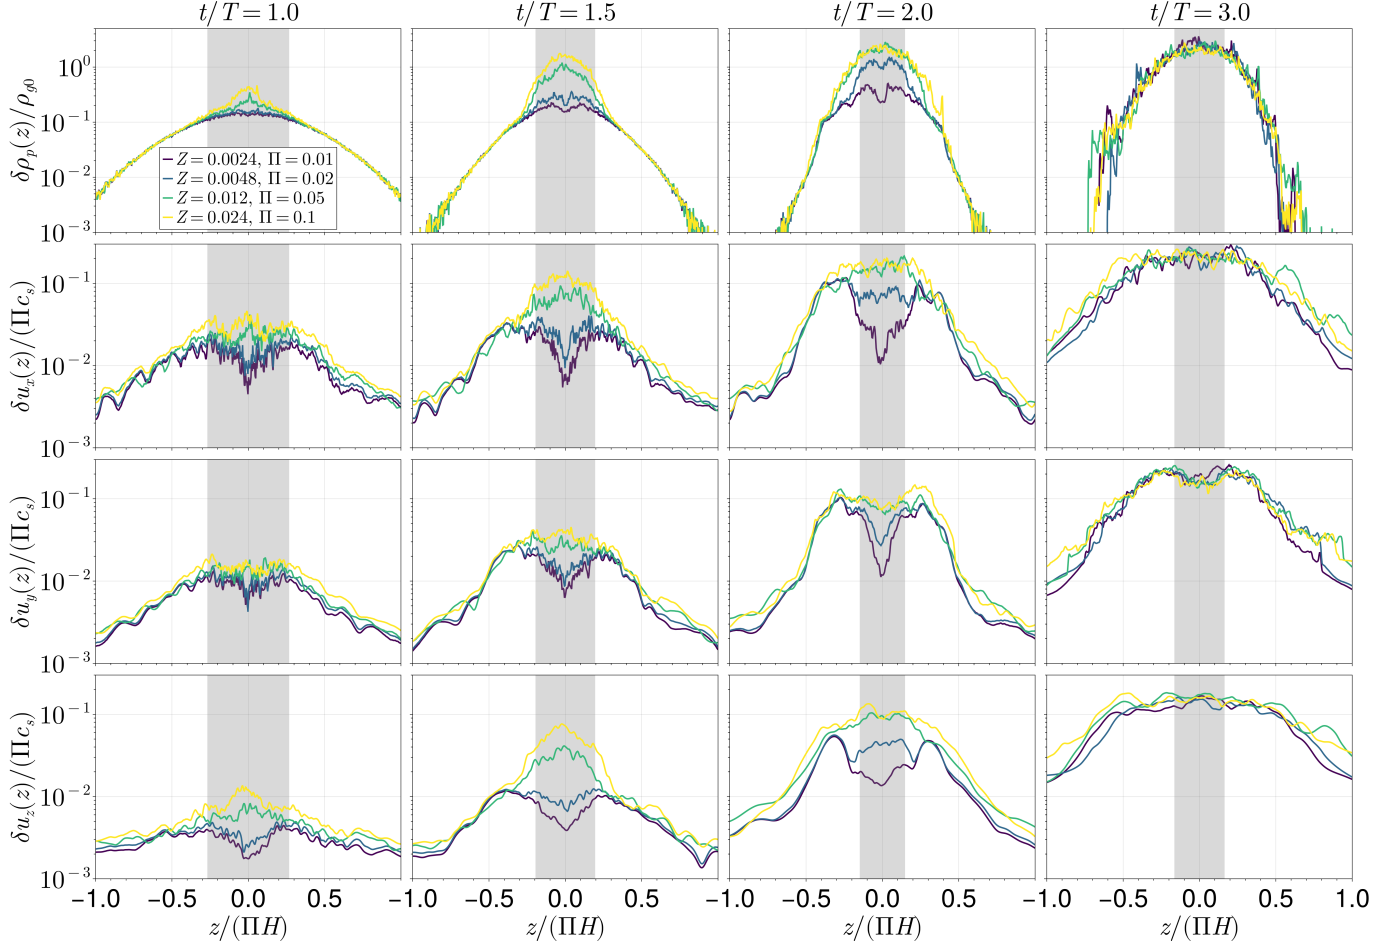 t/T = 1.0
t/T = 1.5
t/T = 2.0
t/T = 3.0
δρ_p(z)/ρ_g0
10^0
10^−1
10^−2
10^−3
Z = 0.0024, Π = 0.01
Z = 0.0048, Π = 0.02
Z = 0.012, Π = 0.05
Z = 0.024, Π = 0.1
δu_x(z)/(Πc_s)
10^−1
10^−2
10^−3
δu_y(z)/(Πc_s)
10^−1
10^−2
10^−3
δu_z(z)/(Πc_s)
10^−1
10^−2
10^−3
−1.0 −0.5 0.0 0.5 −1.0 −0.5 0.0 0.5 −1.0 −0.5 0.0 0.5 −1.0 −0.5 0.0 0.5 1.0
z/(ΠH) z/(ΠH) z/(ΠH) z/(ΠH)